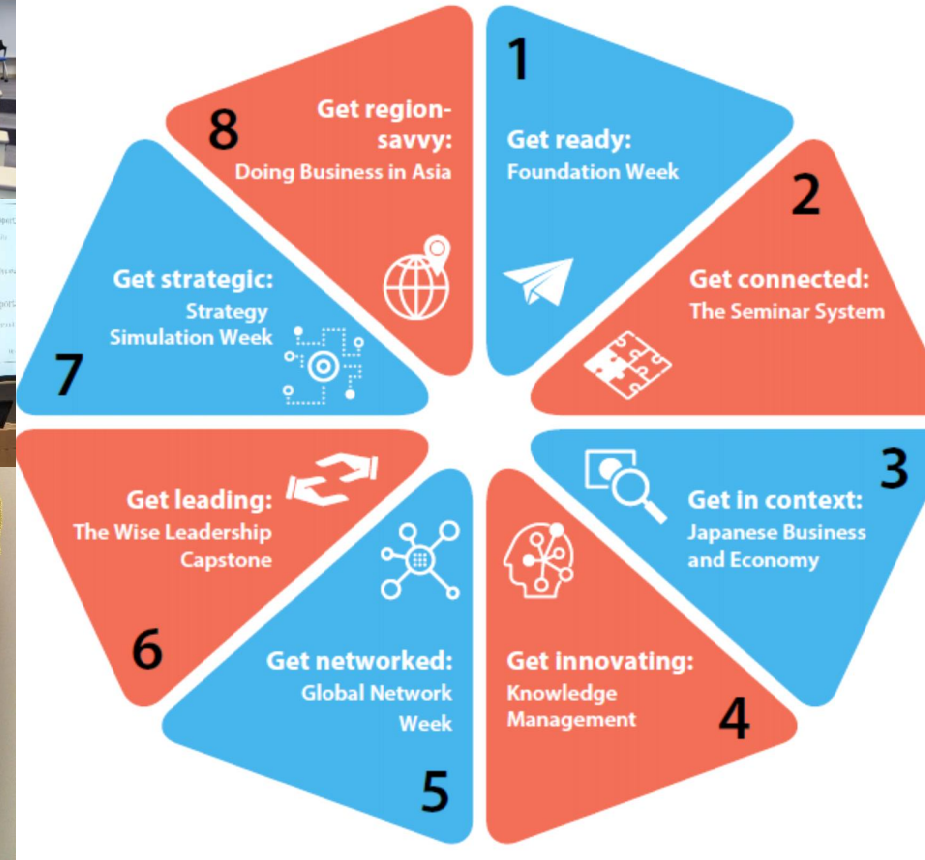 1
Get ready:
Foundation Week
2
Get connected:
The Seminar System
3
Get in context:
Japanese Business
and Economy
4
Get innovating:
Knowledge
Management
5
Get networked:
Global Network
Week
6
Get leading:
The Wise Leadership
Capstone
7
Get strategic:
Strategy
Simulation Week
8
Get region-
savvy:
Doing Business in Asia